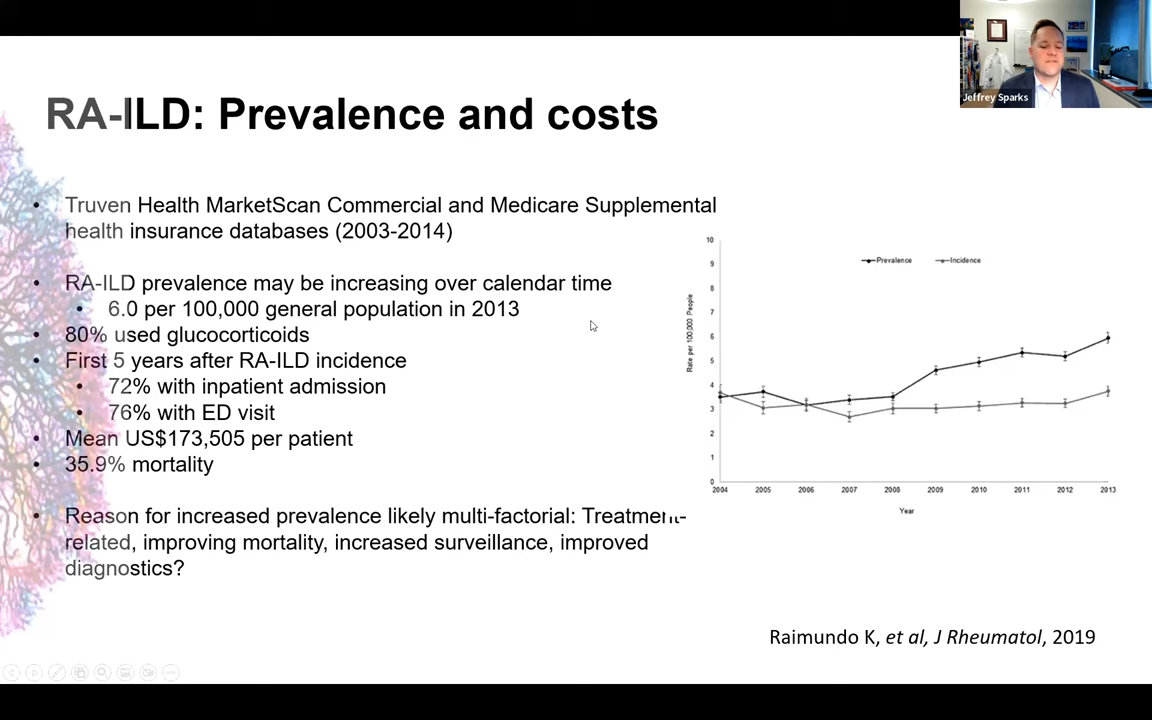 Jeffrey Sparks
RA-ILD: Prevalence and costs
• Truven Health MarketScan Commercial and Medicare Supplemental
health insurance databases (2003-2014)
• RA-ILD prevalence may be increasing over calendar time
• 6.0 per 100,000 general population in 2013
• 80% used glucocorticoids
• First 5 years after RA-ILD incidence
• 72% with inpatient admission
• 76% with ED visit
• Mean US$173,505 per patient
• 35.9% mortality
• Reason for increased prevalence likely multi-factorial: Treatment-
related, improving mortality, increased surveillance, improved
diagnostics?
Prevalence Incidence
Rate per 100,000 People
10
9
8
7
6
5
4
3
2
1
0
2004 2005 2006 2007 2008 2009 2010 2011 2012 2013
Year
Raimundo K, et al, J Rheumatol, 2019